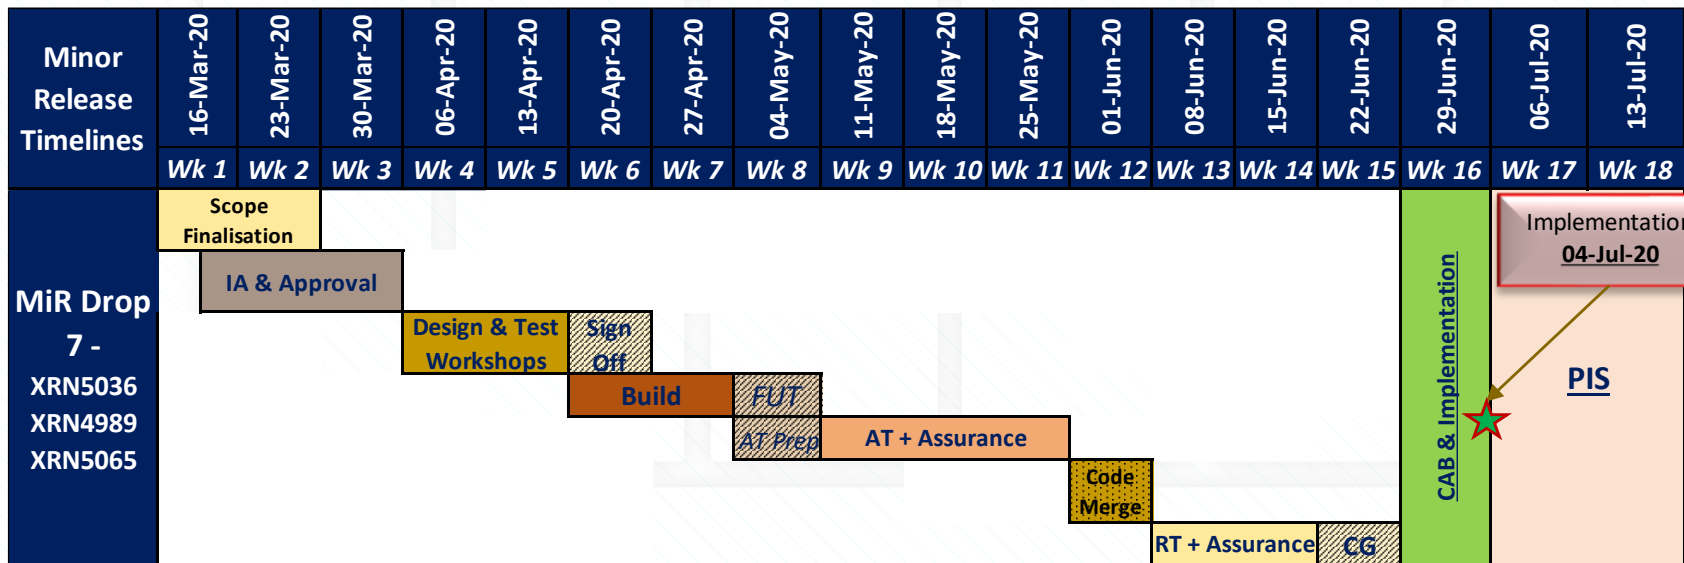 Minor
Release
Timelines
16-Mar-20
23-Mar-20
30-Mar-20
06-Apr-20
13-Apr-20
20-Apr-20
27-Apr-20
04-May-20
11-May-20
18-May-20
25-May-20
01-Jun-20
08-Jun-20
15-Jun-20
22-Jun-20
29-Jun-20
06-Jul-20
13-Jul-20
Wk 1
Wk 2
Wk 3
Wk 4
Wk 5
Wk 6
Wk 7
Wk 8
Wk 9
Wk 10
Wk 11
Wk 12
Wk 13
Wk 14
Wk 15
Wk 16
Wk 17
Wk 18
MiR Drop
7 -
XRN5036
XRN4989
XRN5065
Scope
Finalisation
IA & Approval
Design & Test
Workshops
Sign
Off
Build
FUT
AT Prep
AT + Assurance
Code
Merge
RT + Assurance
CG
CAB & Implementation
Implementation
04-Jul-20
PIS